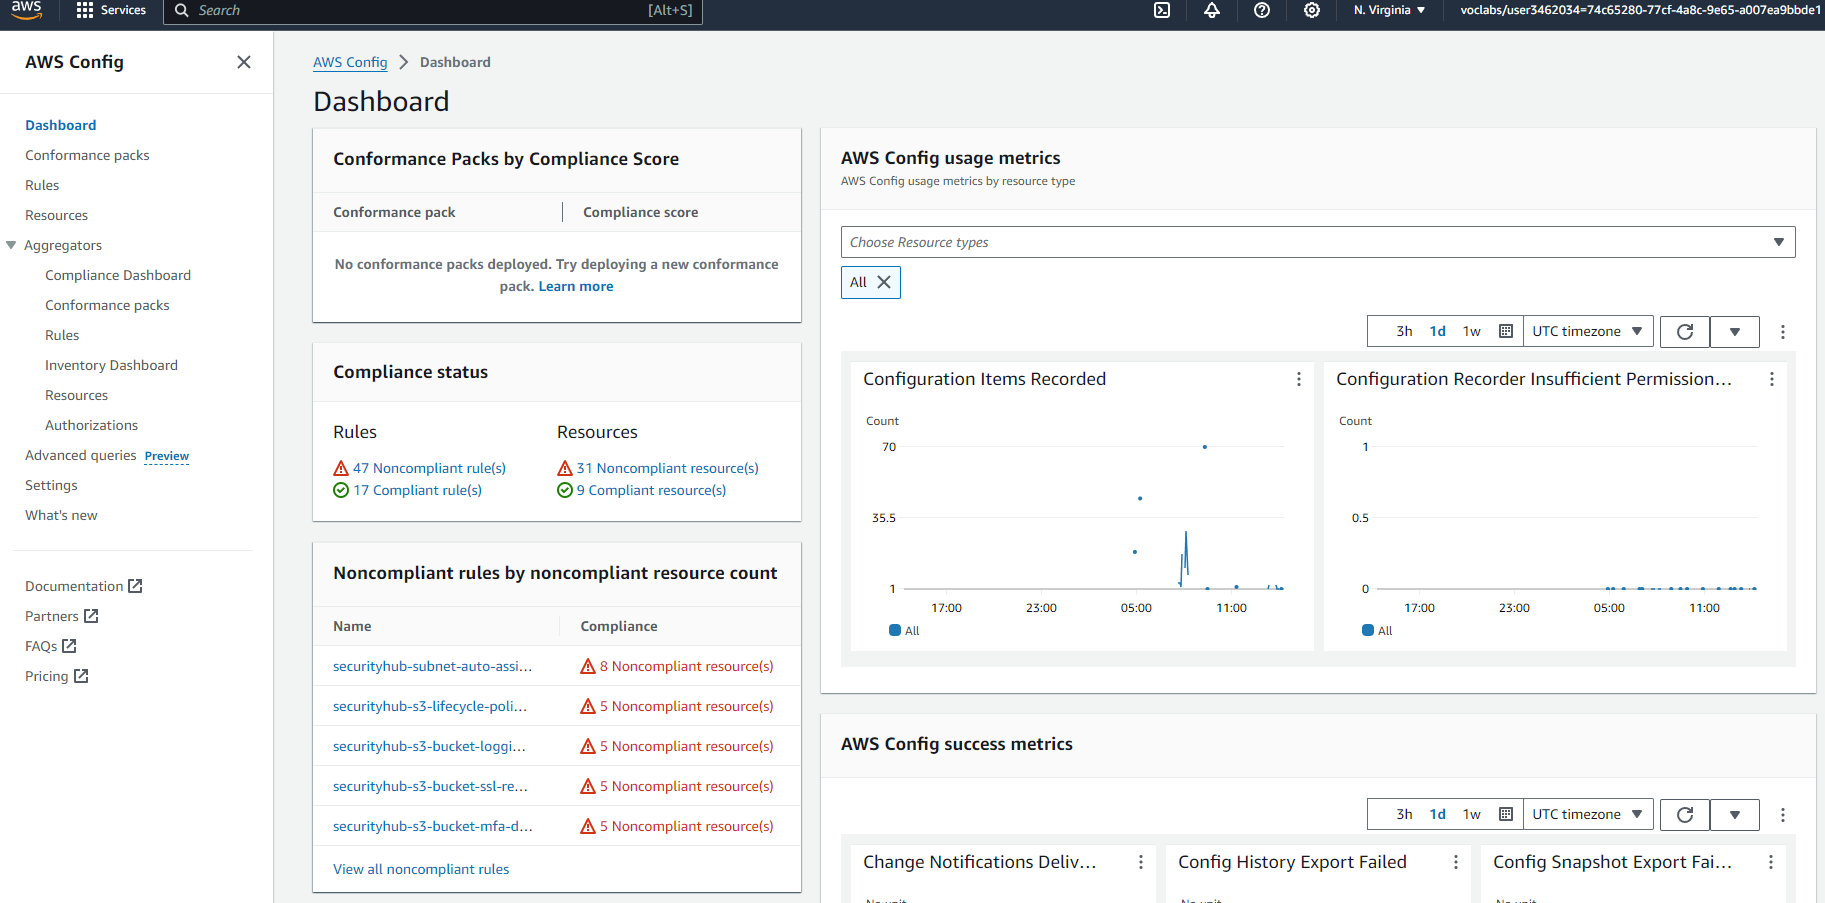 aws
Services
Search
[Alt+S]
N. Virginia
voclabs/user3462034=74c65280-77cf-4a8c-9e65-a007ea9bbde1
AWS Config
Dashboard
Conformance packs
Rules
Resources
Aggregators
Compliance Dashboard
Conformance packs
Rules
Inventory Dashboard
Resources
Authorizations
Advanced queries Preview
Settings
What's new
Documentation
Partners
FAQs
Pricing
AWS Config > Dashboard
Dashboard
Conformance Packs by Compliance Score
Conformance pack
Compliance score
No conformance packs deployed. Try deploying a new conformance
pack. Learn more
Compliance status
Rules
47 Noncompliant rule(s)
17 Compliant rule(s)
Resources
31 Noncompliant resource(s)
9 Compliant resource(s)
Noncompliant rules by noncompliant resource count
Name
Compliance
securityhub-subnet-auto-assi...
8 Noncompliant resource(s)
securityhub-s3-lifecycle-poli...
5 Noncompliant resource(s)
securityhub-s3-bucket-loggi...
5 Noncompliant resource(s)
securityhub-s3-bucket-ssl-re...
5 Noncompliant resource(s)
securityhub-s3-bucket-mfa-d...
5 Noncompliant resource(s)
View all noncompliant rules
AWS Config usage metrics
AWS Config usage metrics by resource type
Choose Resource types
All
3h 1d 1w
UTC timezone
Configuration Items Recorded
Count
70
35.5
1
17:00 23:00 05:00 11:00
All
Configuration Recorder Insufficient Permission...
Count
1
0.5
0
17:00 23:00 05:00 11:00
All
AWS Config success metrics
3h 1d 1w
UTC timezone
Change Notifications Deliv...
No unit
Config History Export Failed
No unit
Config Snapshot Export Fai...
No unit